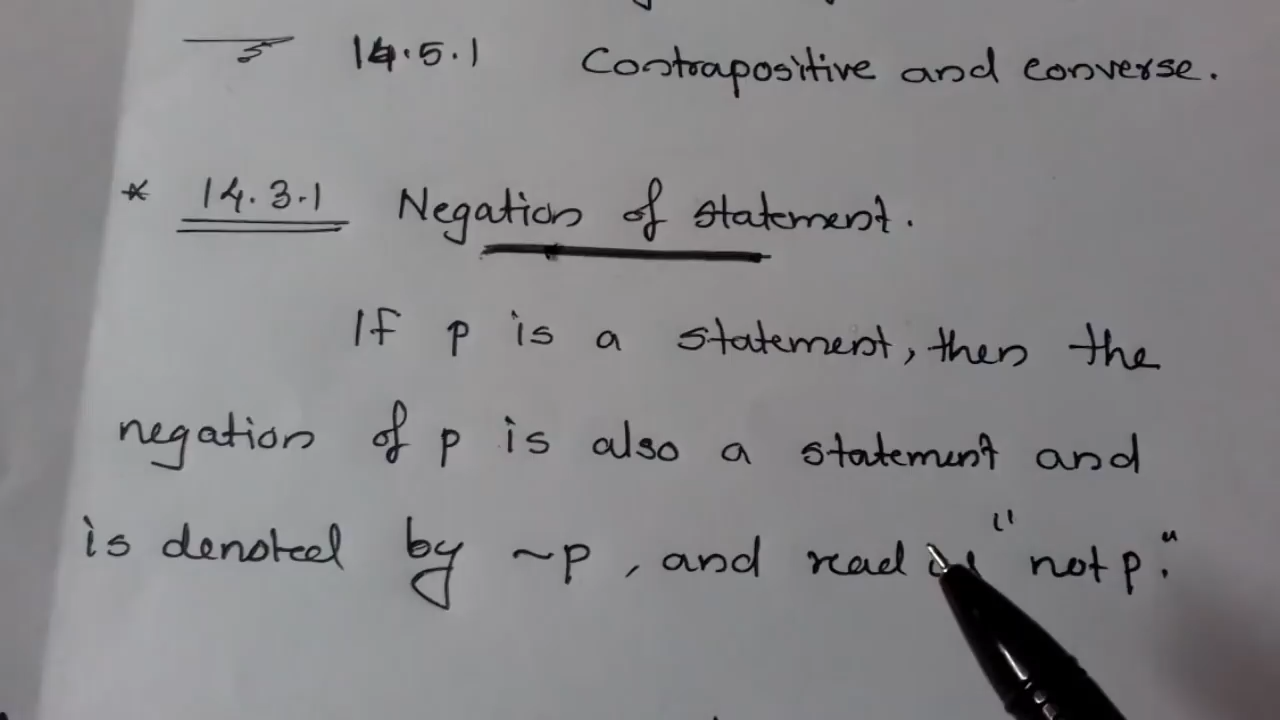 14.5.1 Contrapositive and converse.
* 14.3.1 Negation of statement.
If p is a statement, then the
negation of p is also a statement and
is denoted by ~p, and read "not p."